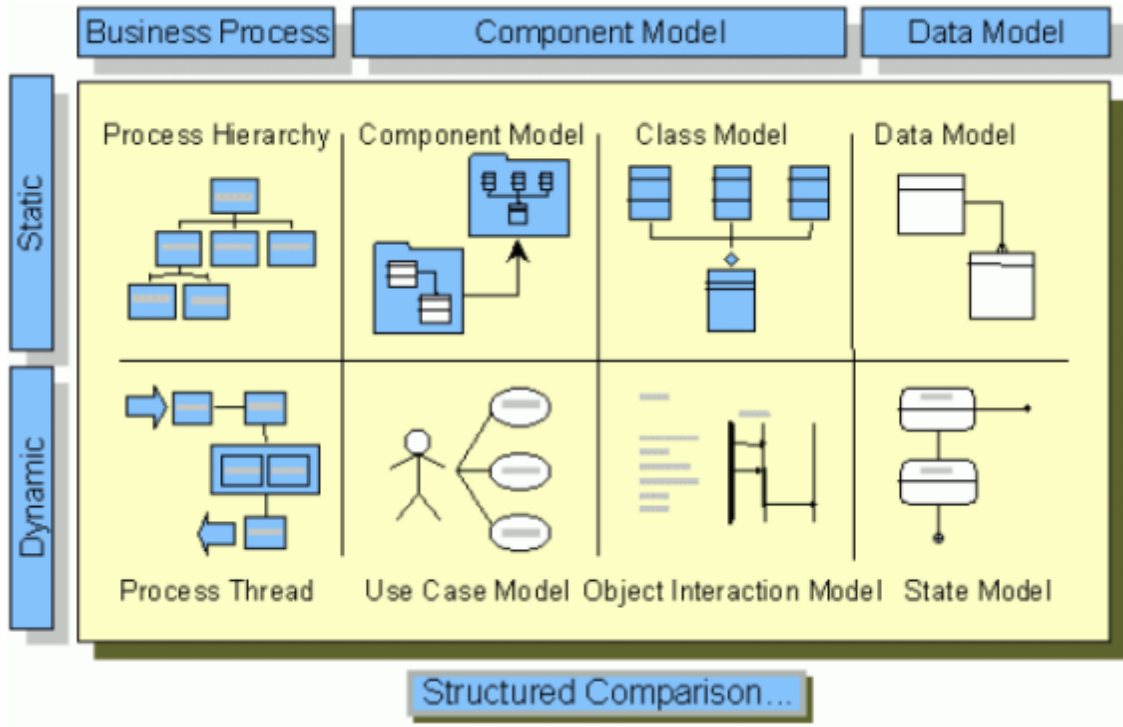 Business Process
Component Model
Data Model
Static
Process Hierarchy
Component Model
Class Model
Data Model
Dynamic
Process Thread
Use Case Model
Object Interaction Model
State Model
Structured Comparison...